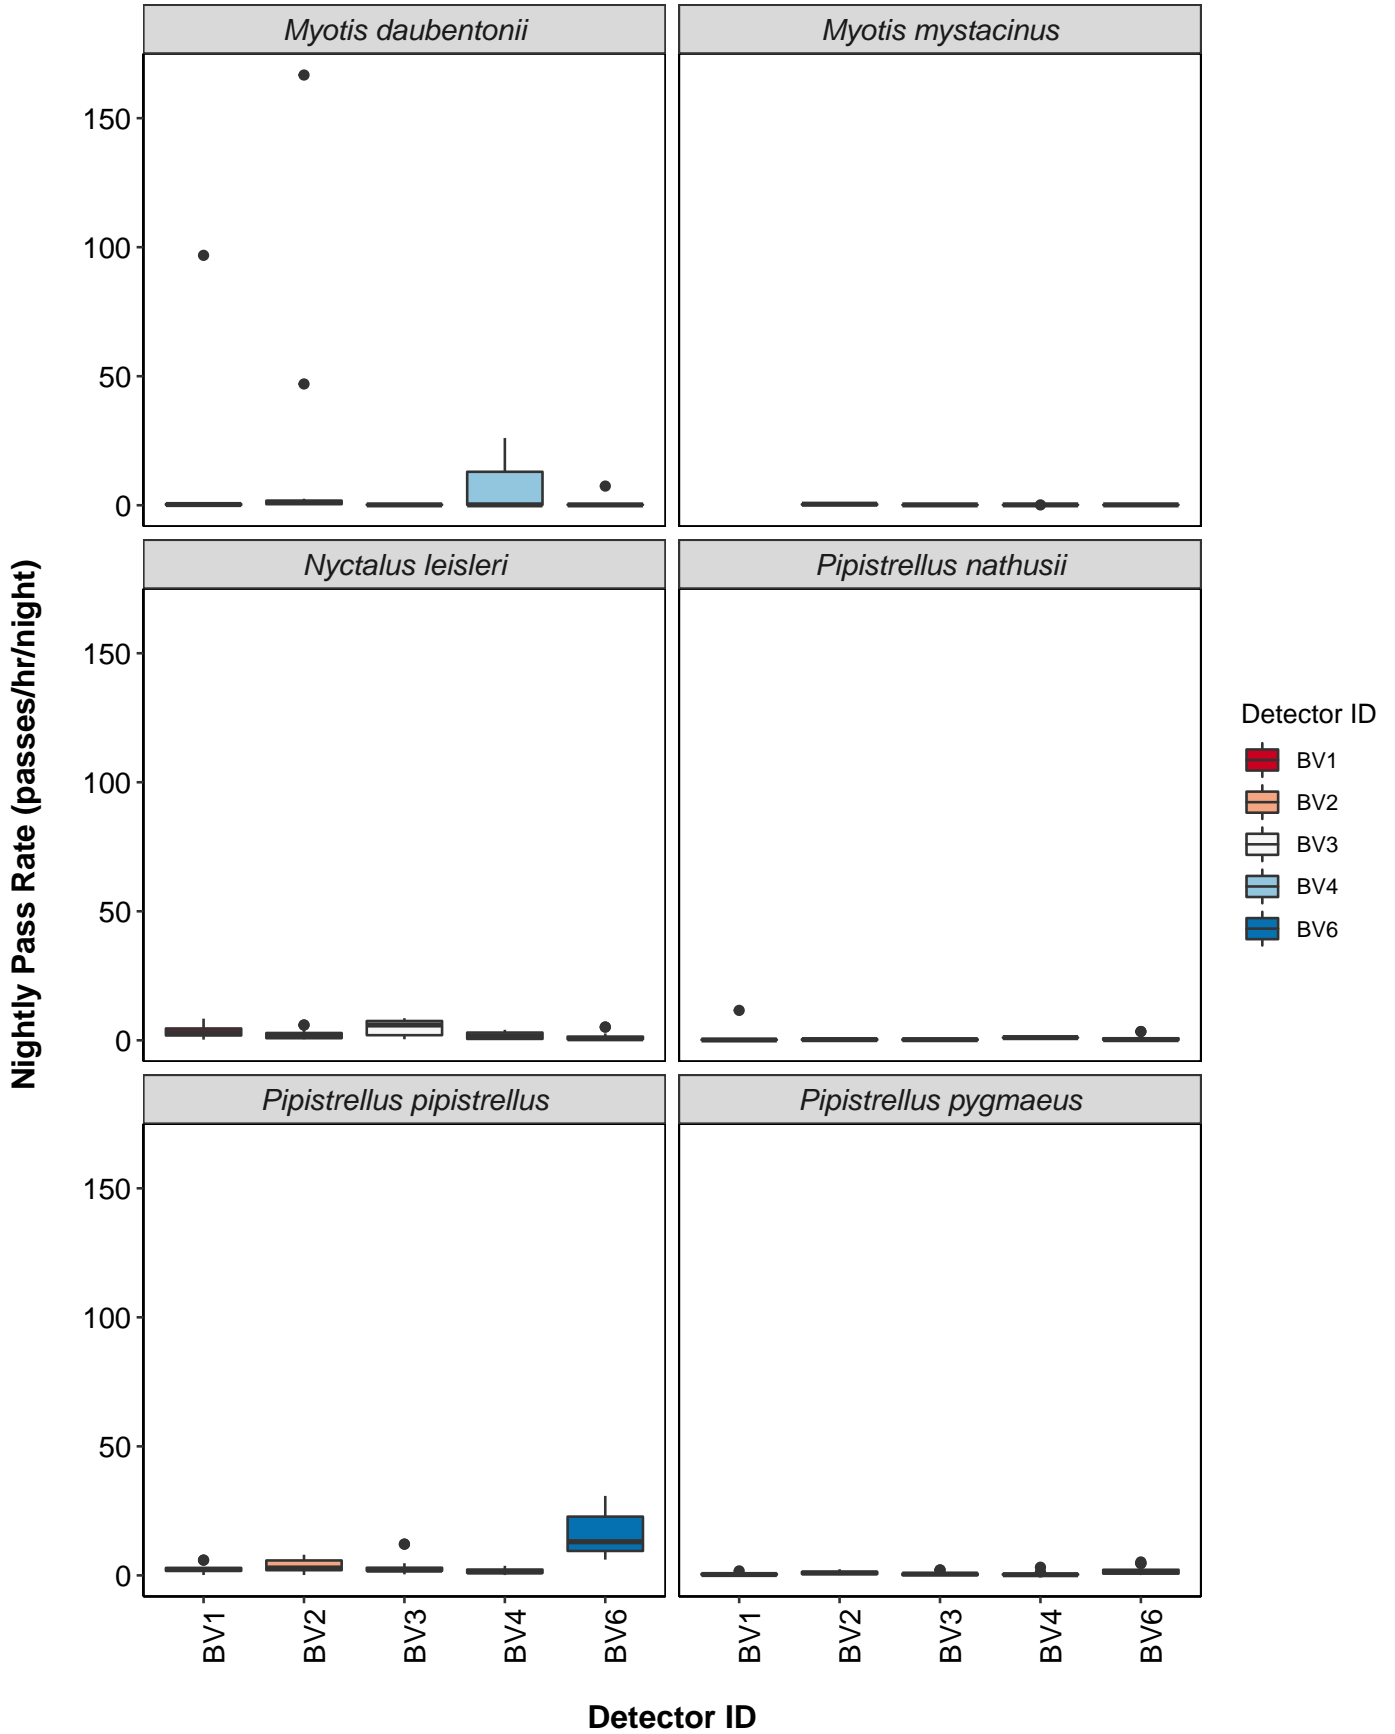 Myotis daubentonii
Myotis mystacinus
150
100
50
0
Nyctalus leisleri
Pipistrellus nathusii
150
100
50
0
Pipistrellus pipistrellus
Pipistrellus pygmaeus
150
100
50
0
BV1
BV2
BV3
BV4
BV6
BV1
BV2
BV3
BV4
BV6
Detector ID
Nightly Pass Rate (passes/hr/night)
Detector ID
BV1
BV2
BV3
BV4
BV6